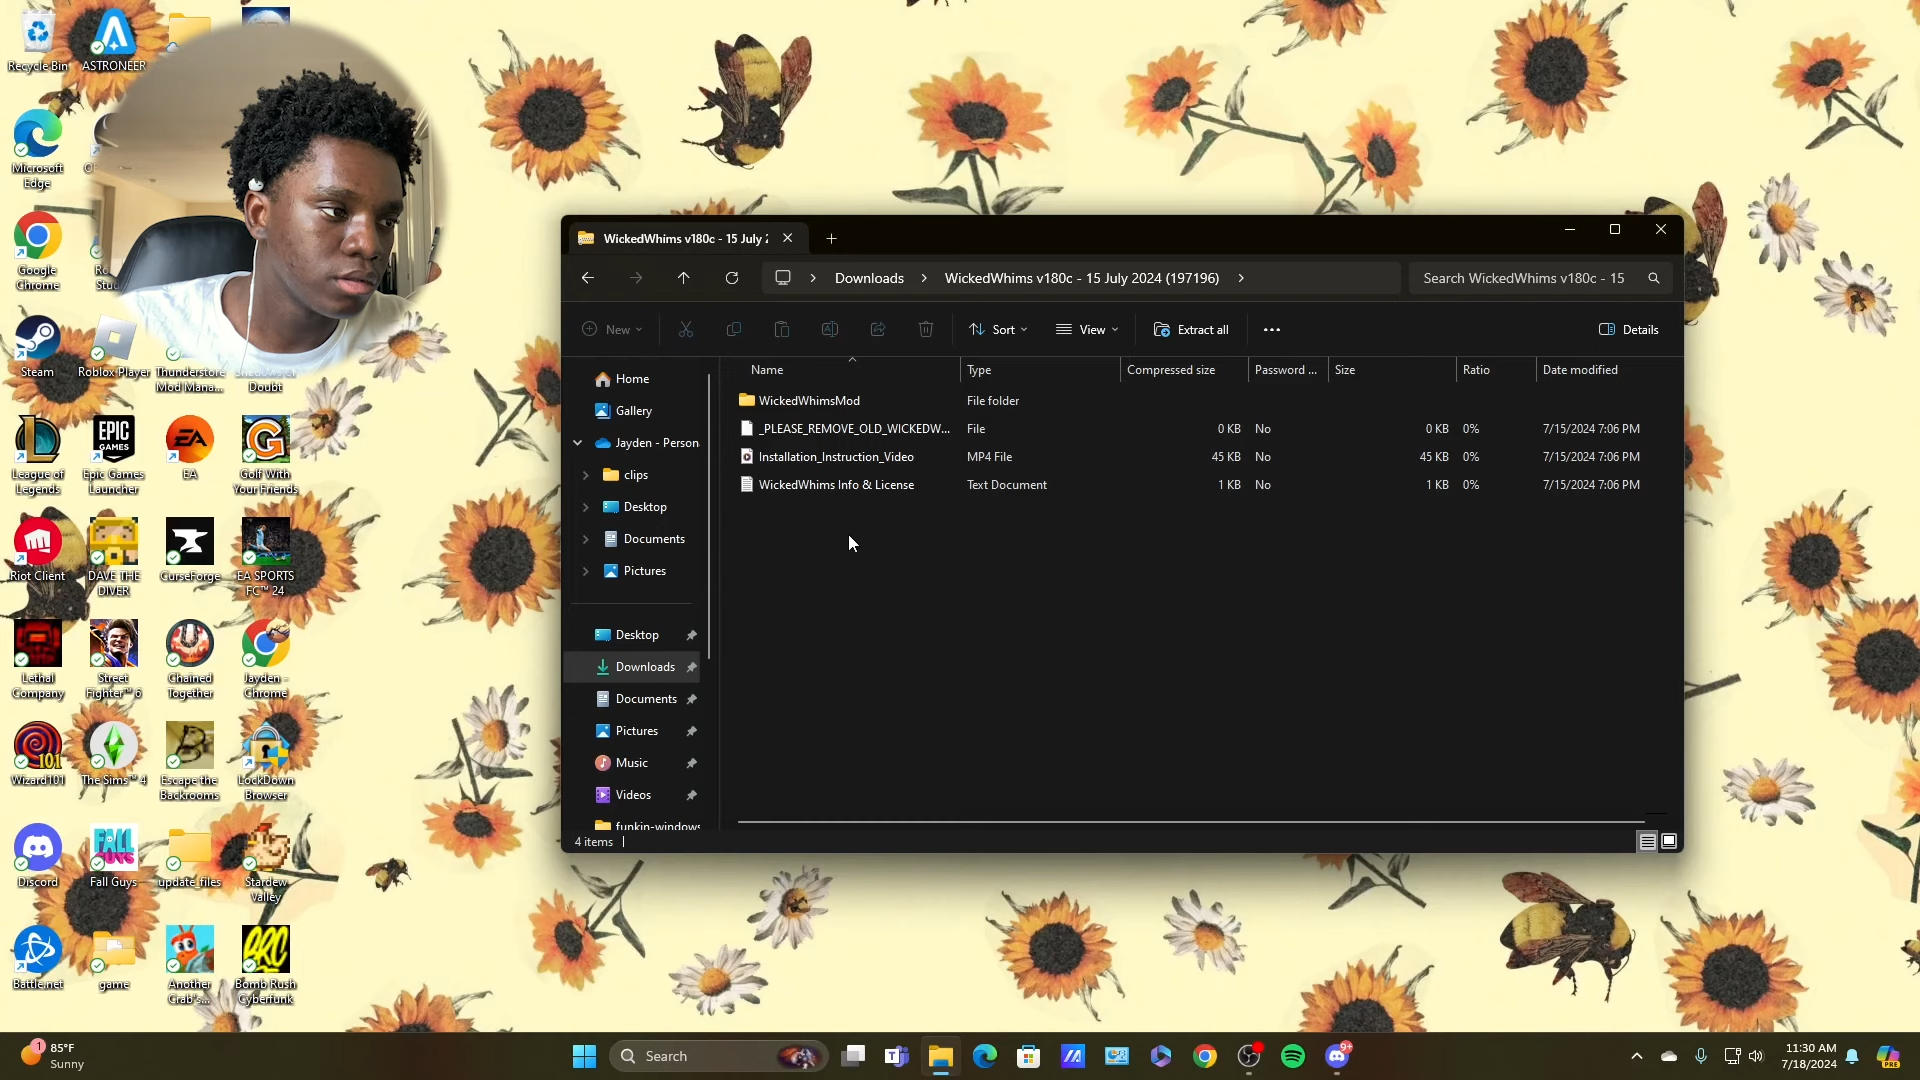 Recycle Bin
ASTRONEER
Microsoft
Edge
Google
Chrome
Steam
Roblox Player
Thunderstore
Mod Mana...
Doubt
League of
Legends
Epic Games
Launcher
EA
Golf With
Your Friends
Riot Client
DAVE THE
DIVER
CurseForge
EA SPORTS
FC™ 24
Lethal
Company
Street
Fighter™ 6
Chained
Together
Jayden -
Chrome
Wizard101
The Sims™ 4
Escape the
Backrooms
LockDown
Browser
Discord
Fall Guys
update_files
Stardew
Valley
Battle.net
game
Another
Crab's...
Bomb Rush
Cyberfunk
WickedWhims v180c - 15 July 2
Downloads
WickedWhims v180c - 15 July 2024 (197196)
Search WickedWhims v180c - 15
New
Sort
View
Extract all
Details
Home
Gallery
Jayden - Person
clips
Desktop
Documents
Pictures
Desktop
Downloads
Documents
Pictures
Music
Videos
funkin-windows
Name Type Compressed size Password ... Size Ratio Date modified
WickedWhimsMod File folder
_PLEASE_REMOVE_OLD_WICKEDW... File 0 KB No 0 KB 0% 7/15/2024 7:06 PM
Installation_Instruction_Video MP4 File 45 KB No 45 KB 0% 7/15/2024 7:06 PM
WickedWhims Info & License Text Document 1 KB No 1 KB 0% 7/15/2024 7:06 PM
4 items
1
85°F
Sunny
Search
9+
11:30 AM
7/18/2024
PRE